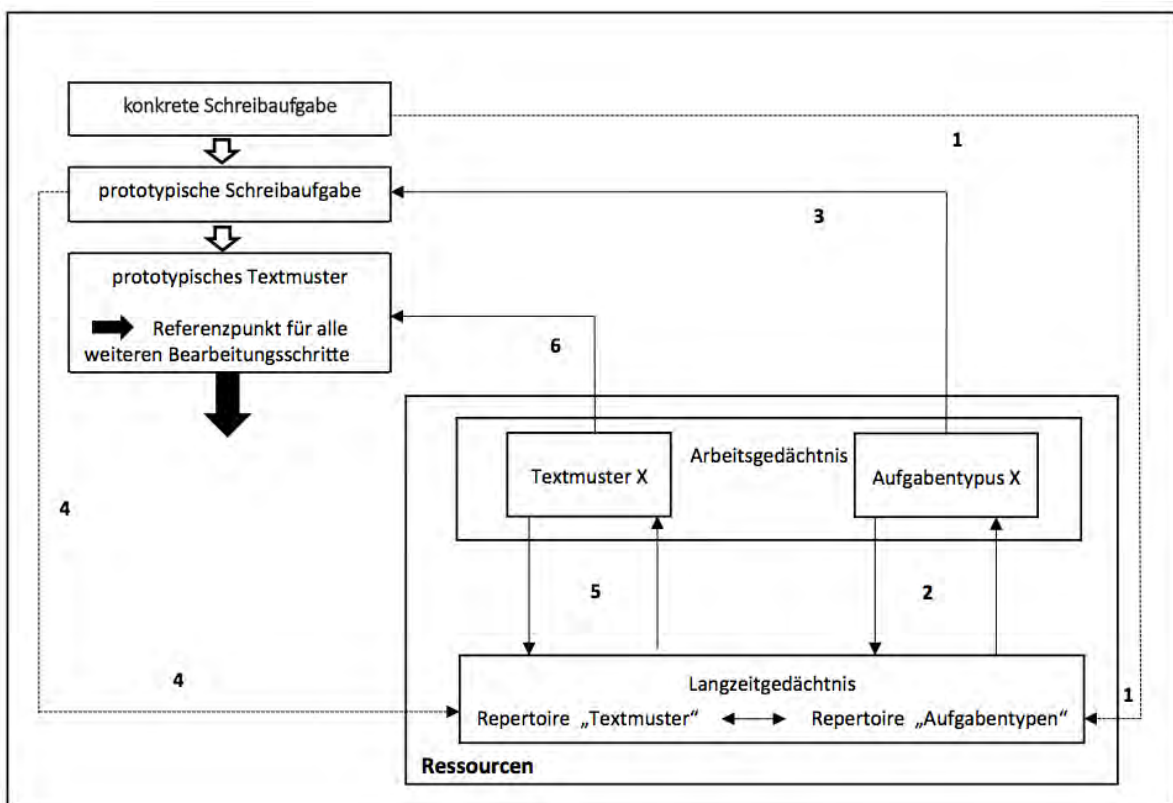 konkrete Schreibaufgabe
1
prototypische Schreibaufgabe
3
prototypisches Textmuster
Referenzpunkt für alle
weiteren Bearbeitungsschritte
6
Arbeitsgedächtnis
Textmuster X
Aufgabentypus X
4
5
2
4
Langzeitgedächtnis
1
Repertoire „Textmuster“
Repertoire „Aufgabentypen“
Ressourcen